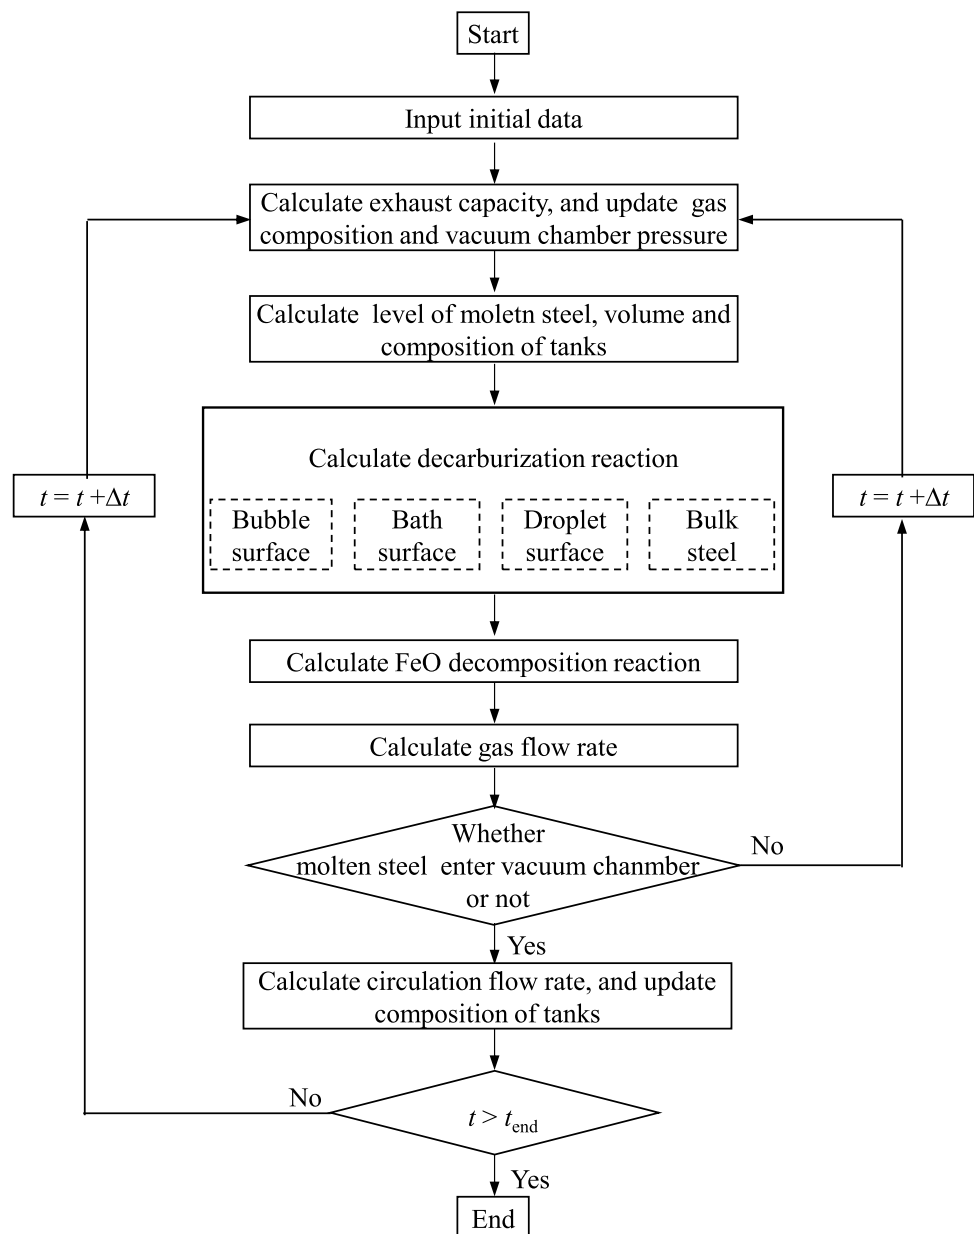 Start
Input initial data
Calculate exhaust capacity, and update gas
composition and vacuum chamber pressure
Calculate level of moletn steel, volume and
composition of tanks
Calculate decarburization reaction
t = t +Δt
t = t +Δt
Bubble
surface
Bath
surface
Droplet
surface
Bulk
steel
Calculate FeO decomposition reaction
Calculate gas flow rate
Whether
molten steel enter vacuum chanmber
or not
No
Yes
Calculate circulation flow rate, and update
composition of tanks
No
t > tend
Yes
End